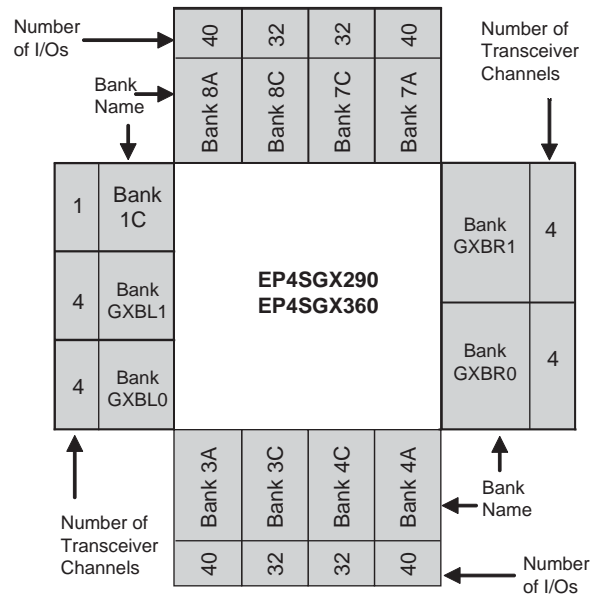 Number
of I/Os
40
32
32
40
Number of
Transceiver
Channels
Bank
Name
Bank 8A
Bank 8C
Bank 7C
Bank 7A
1
Bank
1C
4
Bank
GXBL1
4
Bank
GXBL0
EP4SGX290
EP4SGX360
Bank
GXBR1
4
Bank
GXBR0
4
Bank 3A
Bank 3C
Bank 4C
Bank 4A
Bank
Name
Number of
Transceiver
Channels
40
32
32
40
Number
of I/Os